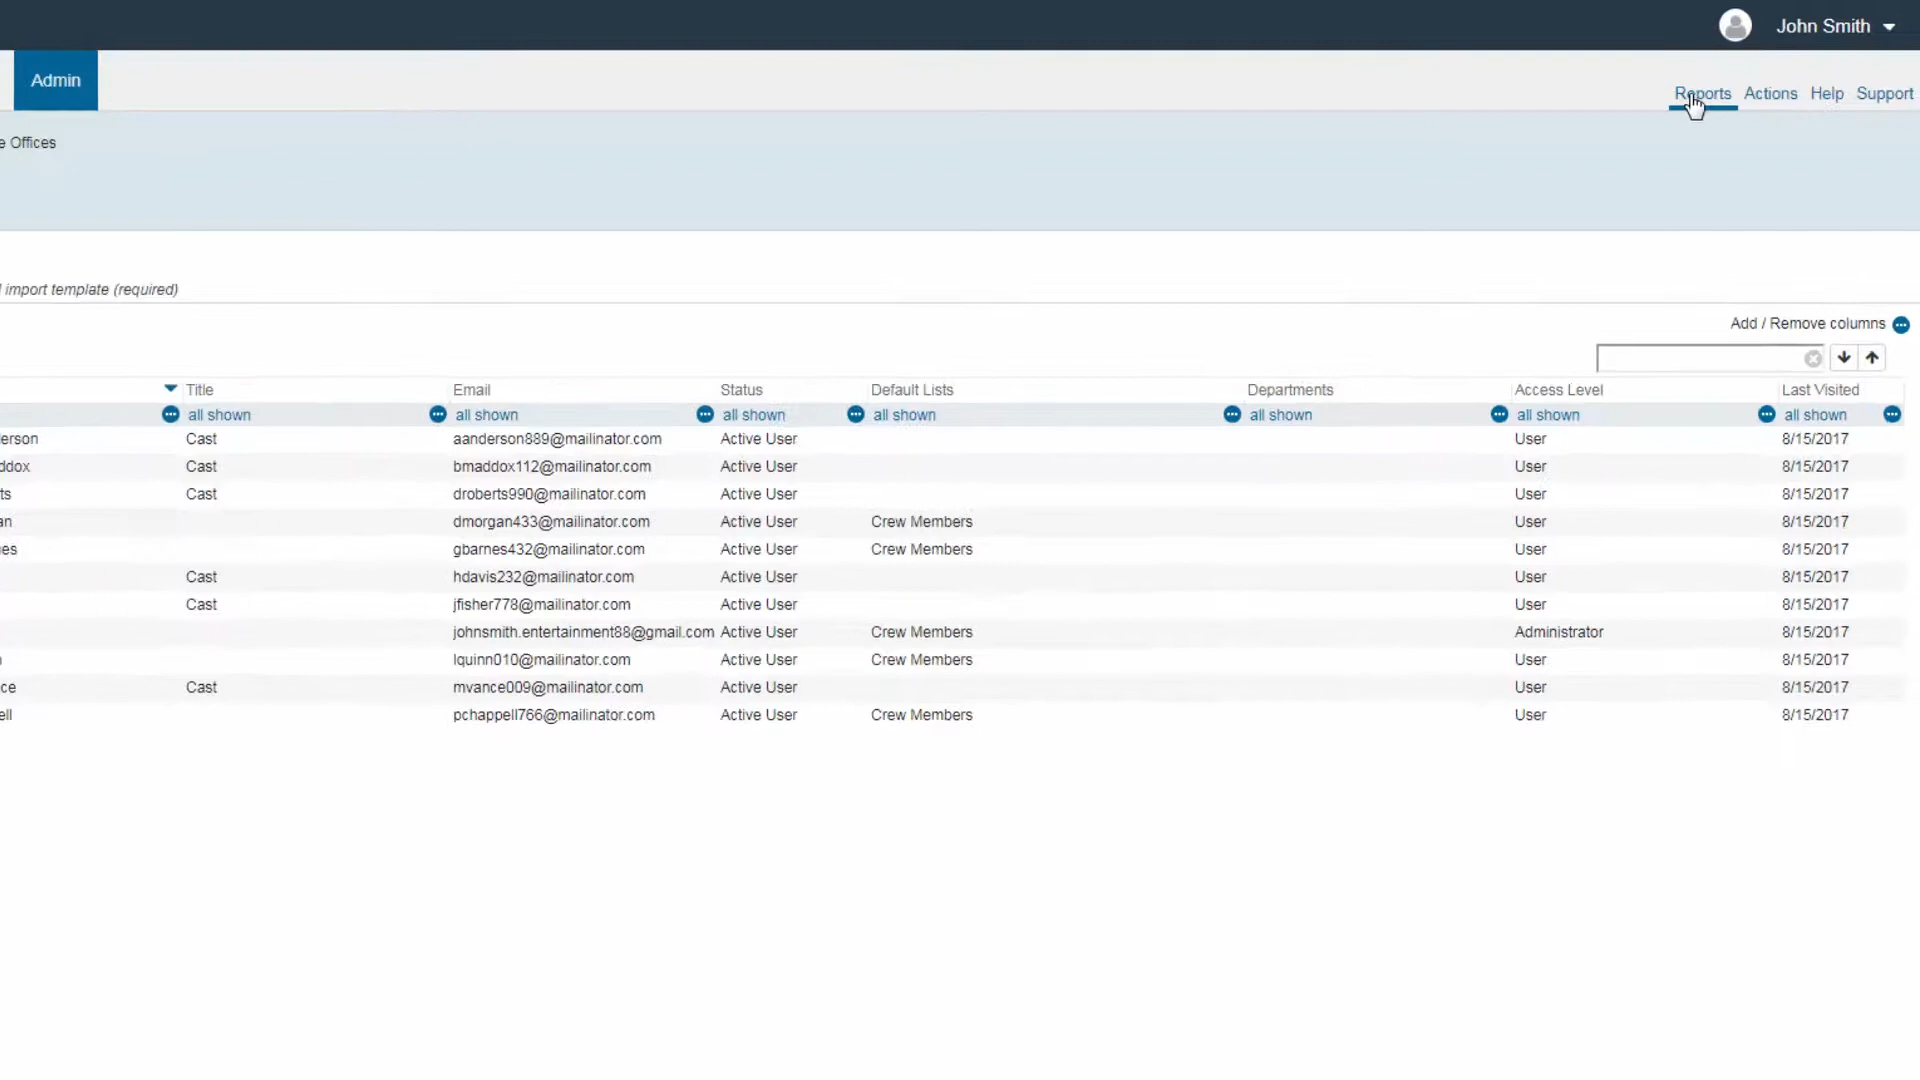 John Smith
Admin
Reports Actions Help Support
e Offices
import template (required)
Add / Remove columns
Title Email Status Default Lists Departments Access Level Last Visited
all shown all shown all shown all shown all shown all shown all shown
erson Cast aanderson889@mailinator.com Active User User 8/15/2017
ddox Cast bmaddox112@mailinator.com Active User User 8/15/2017
ts Cast droberts990@mailinator.com Active User User 8/15/2017
an dmorgan433@mailinator.com Active User Crew Members User 8/15/2017
es gbarnes432@mailinator.com Active User Crew Members User 8/15/2017
Cast hdavis232@mailinator.com Active User User 8/15/2017
Cast jfisher778@mailinator.com Active User User 8/15/2017
johnsmith.entertainment88@gmail.com Active User Crew Members Administrator 8/15/2017
lquinn010@mailinator.com Active User Crew Members User 8/15/2017
ce Cast mvance009@mailinator.com Active User User 8/15/2017
ell pchappell766@mailinator.com Active User Crew Members User 8/15/2017